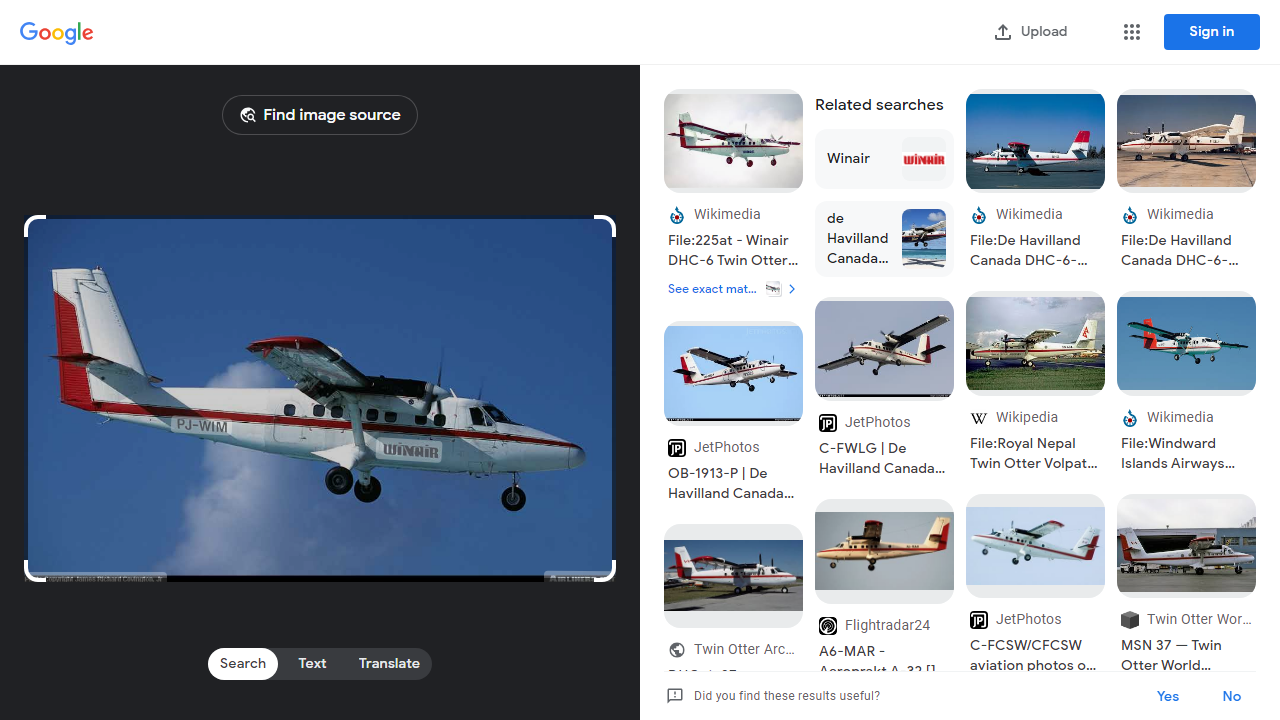 Google
Upload
Sign in
Find image source
PJ-WIM
WINAIR
Search
Text
Translate
Wikimedia
File:225at - Winair
DHC-6 Twin Otter...
See exact mat...
JetPhotos
OB-1913-P | De
Havilland Canada...
Twin Otter Arc...
Related searches
Winair
WINAIR
de
Havilland
Canada...
JetPhotos
C-FWLG | De
Havilland Canada...
Flightradar24
A6-MAR -
Aeroprakt A-32 []
Wikimedia
File:De Havilland
Canada DHC-6-...
Wikipedia
File:Royal Nepal
Twin Otter Volpat...
JetPhotos
C-FCSW/CFCSW
aviation photos o...
Wikimedia
File:De Havilland
Canada DHC-6-...
Wikimedia
File:Windward
Islands Airways...
Twin Otter Wor...
MSN 37 — Twin
Otter World...
Did you find these results useful?
Yes
No